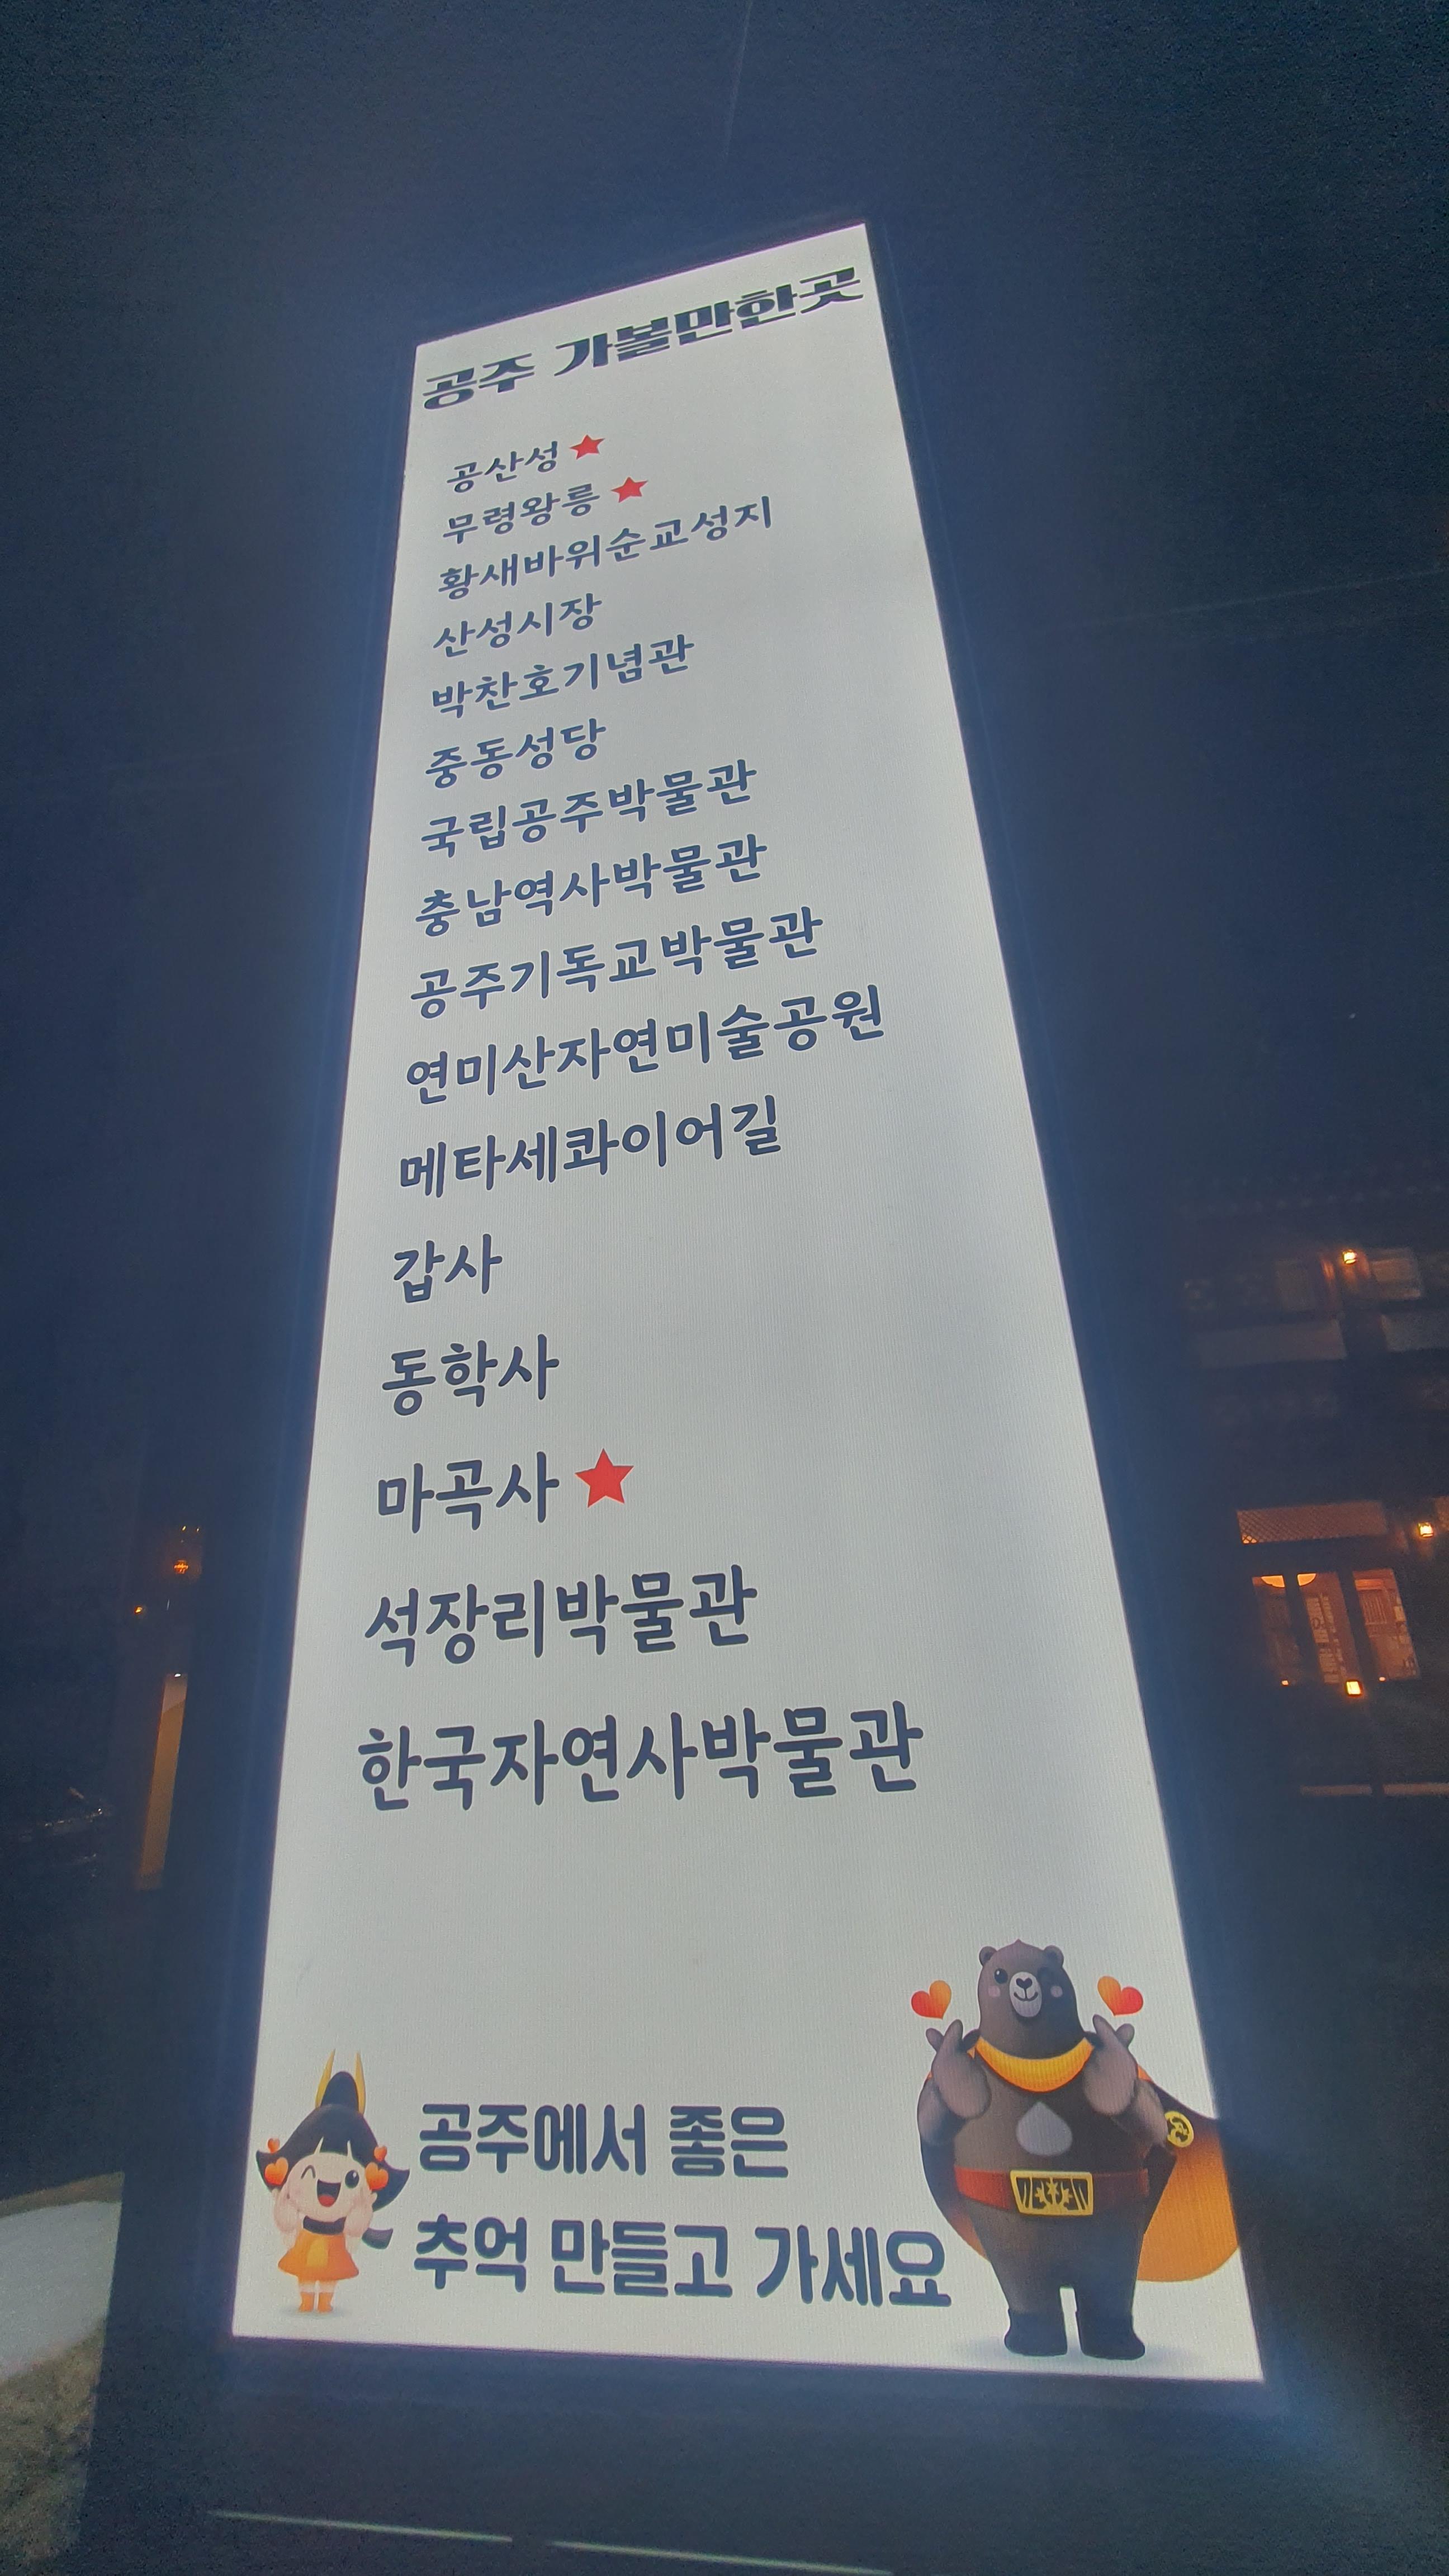 공주 가볼만한곳
공산성★
무령왕릉★
황새바위순교성지
산성시장
박찬호기념관
중동성당
국립공주박물관
충남역사박물관
공주기독교박물관
연미산자연미술공원
메타세콰이어길
갑사
동학사
마곡사★
석장리박물관
한국자연사박물관
공주에서 좋은
추억 만들고 가세요